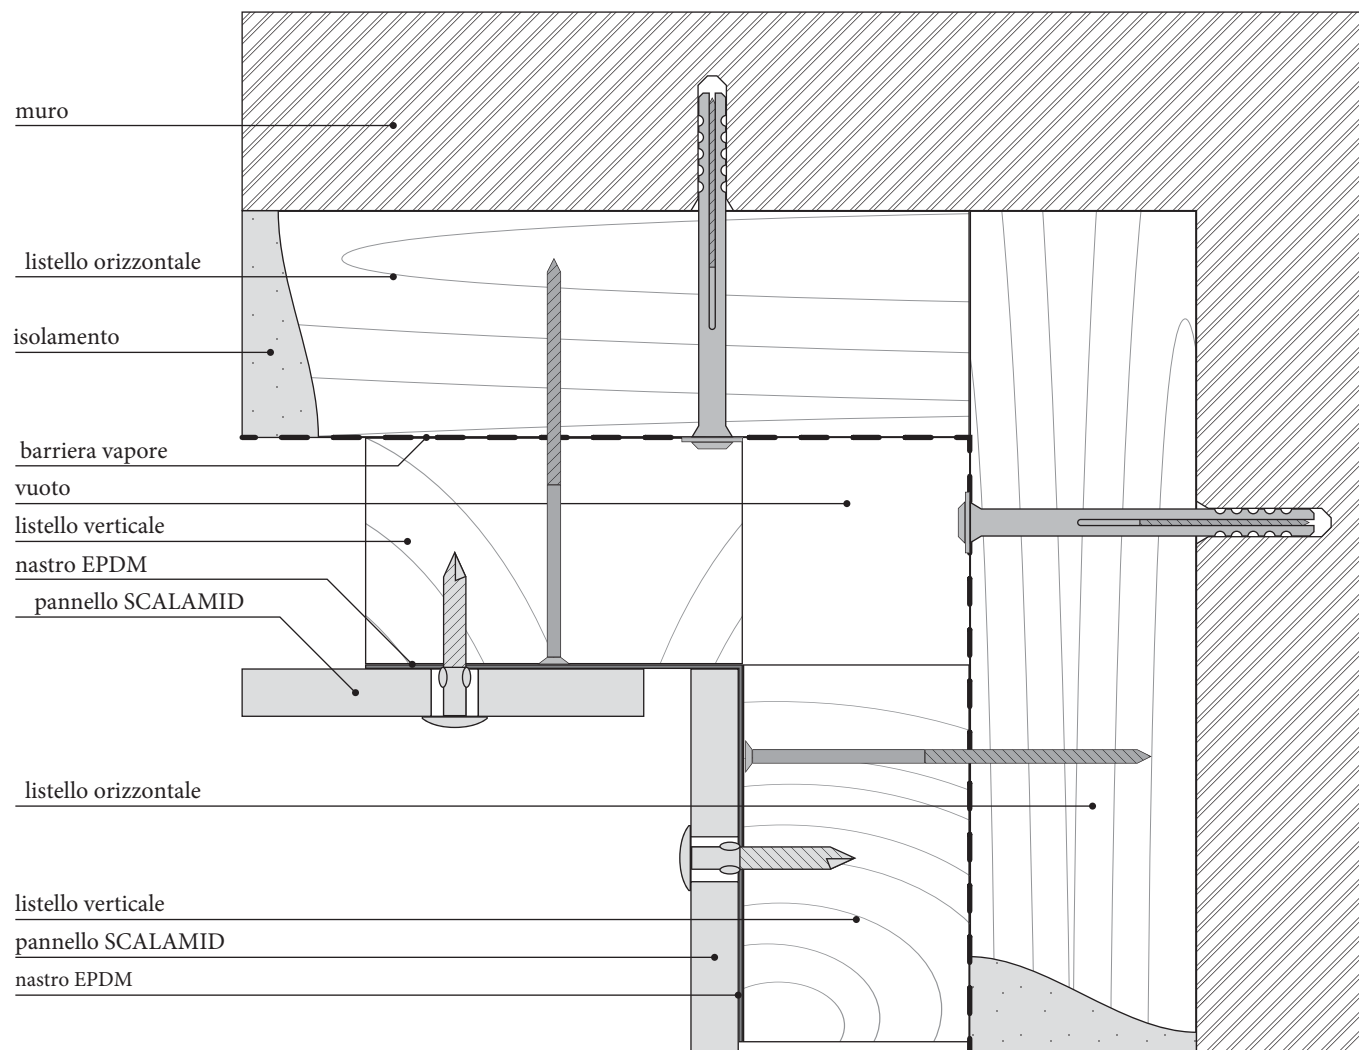 muro
listello orizzontale
isolamento
barriera vapore
vuoto
listello verticale
nastro EPDM
pannello SCALAMID
listello orizzontale
listello verticale
pannello SCALAMID
nastro EPDM